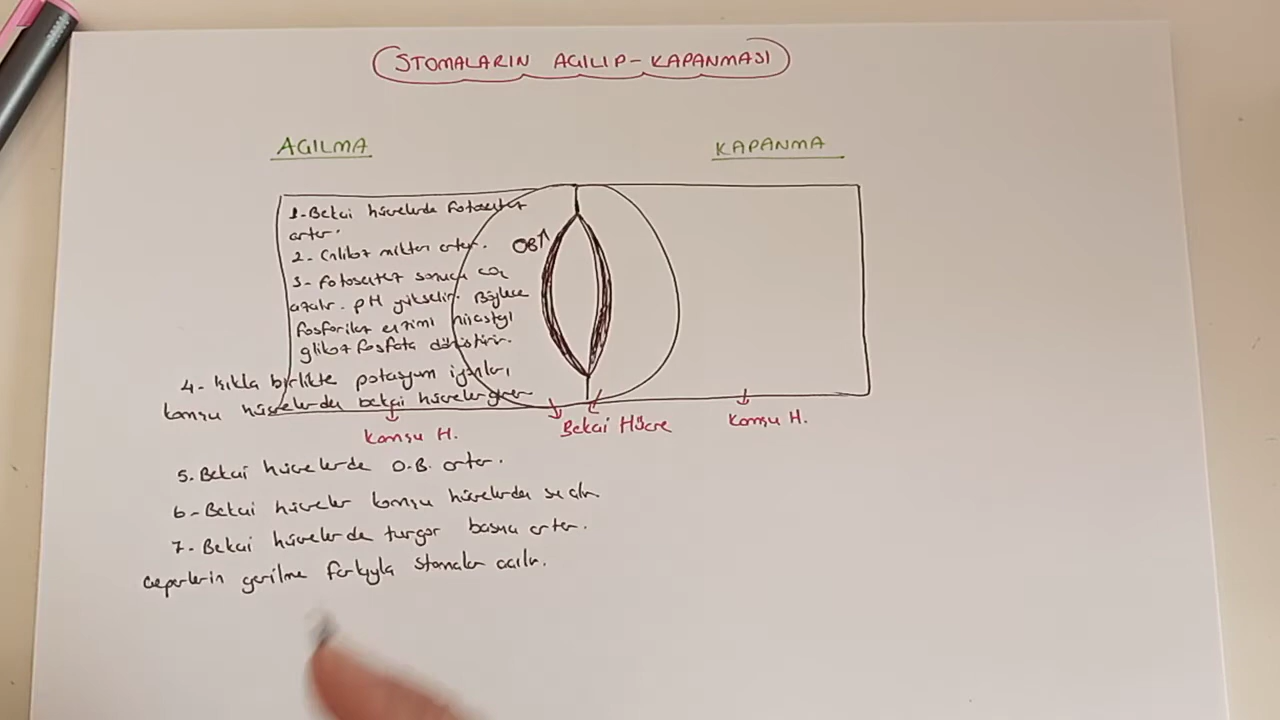 STOMALARIN AÇILIP-KAPANMASI
AÇILMA
KAPANMA
1-Bekçi hücrelerde fotosentez
artar.
2- Glikoz miktarı artar.
OB↑
3- Fotosentez sonucu CO₂
azalır. pH yükselir. Böylece
fosforilaz enzimi nişastayı
glikoz fosfata dönüştürür.
4- Işıkla birlikte potasyum iyonları,
komşu hücrelerden bekçi hücrelere girer
Komşu H.
Bekçi Hücre
Komşu H.
5. Bekçi hücrelerde O.B. artar.
6- Bekçi hücreler komşu hücrelerden su alır.
7- Bekçi hücrelerde turgor basıncı artar.
Çeperlerin gerilme farkıyla stomalar açılır.